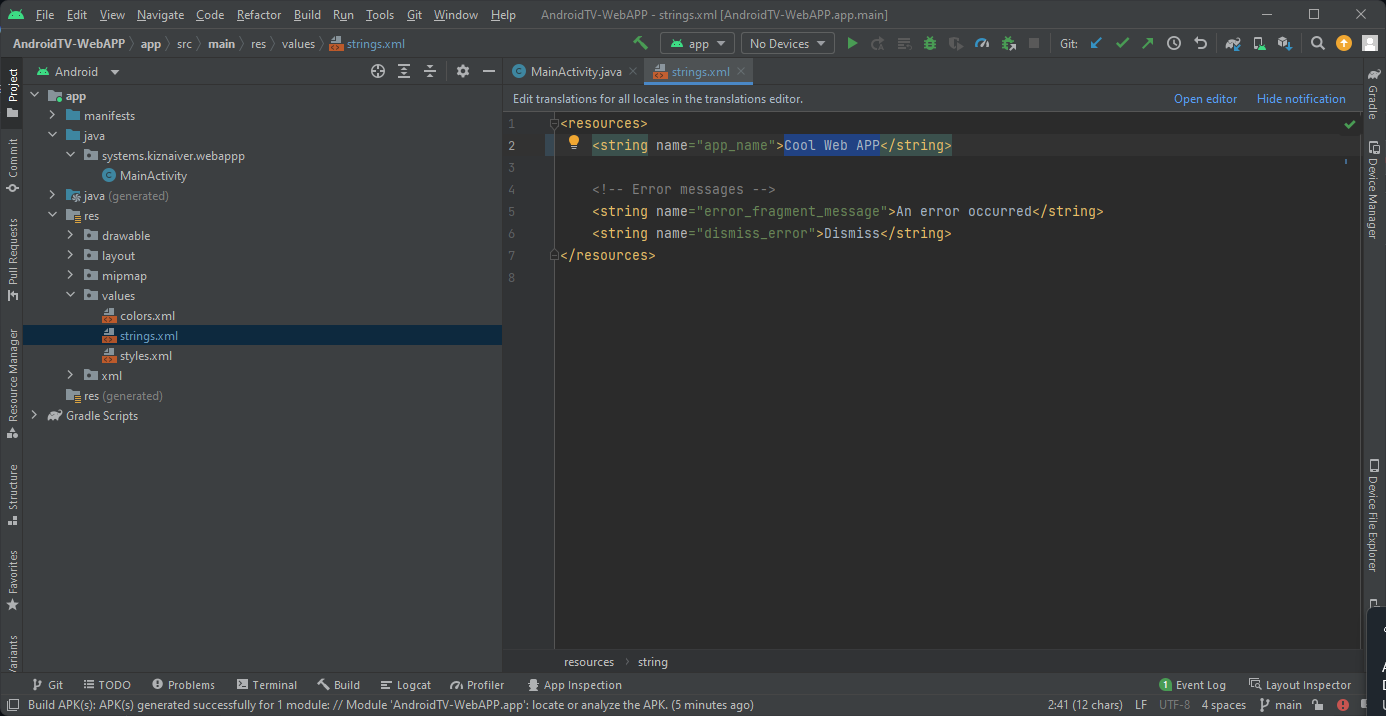 File Edit View Navigate Code Refactor Build Run Tools Git Window Help AndroidTV-WebAPP - strings.xml [AndroidTV-WebAPP.app.main]
AndroidTV-WebAPP app src main res values strings.xml app No Devices Git:
Project
Commit
Pull Requests
Resource Manager
Structure
Favorites
Android
app
manifests
java
systems.kiznaiver.webappp
MainActivity
java (generated)
res
drawable
layout
mipmap
values
colors.xml
strings.xml
styles.xml
xml
res (generated)
Gradle Scripts
MainActivity.java strings.xml
Edit translations for all locales in the translations editor. Open editor Hide notification
1 <resources>
2 <string name="app_name">Cool Web APP</string>
3
4 <!-- Error messages -->
5 <string name="error_fragment_message">An error occurred</string>
6 <string name="dismiss_error">Dismiss</string>
7 </resources>
8
resources string
Gradle
Device Manager
Device File Explorer
Git TODO Problems Terminal Build Logcat Profiler App Inspection 1 Event Log Layout Inspector
Build APK(s): APK(s) generated successfully for 1 module: // Module 'AndroidTV-WebAPP.app': locate or analyze the APK. (5 minutes ago) 2:41 (12 chars) LF UTF-8 4 spaces main